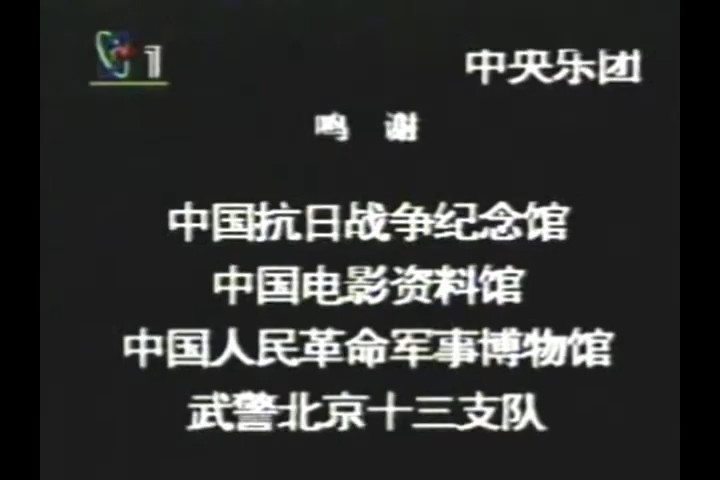 1
中央乐团
鸣 谢
中国抗日战争纪念馆
中国电影资料馆
中国人民革命军事博物馆
武警北京十三支队